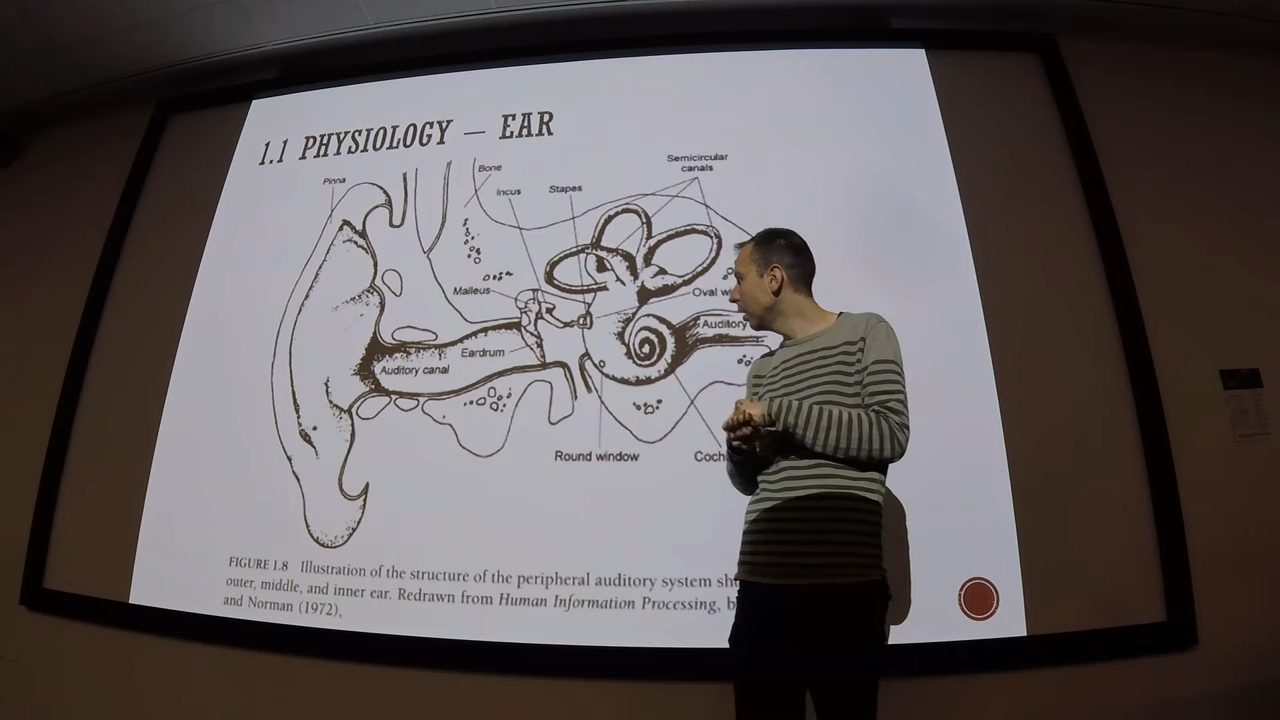 1.1 PHYSIOLOGY – EAR
Pinna
Bone
Incus
Stapes
Semicircular
canals
Malleus
Oval
Auditory
Eardrum
Auditory canal
Round window
FIGURE 1.8 Illustration of the structure of the peripheral auditory system
outer, middle, and inner ear. Redrawn from Human Information Processing,
and Norman (1972),